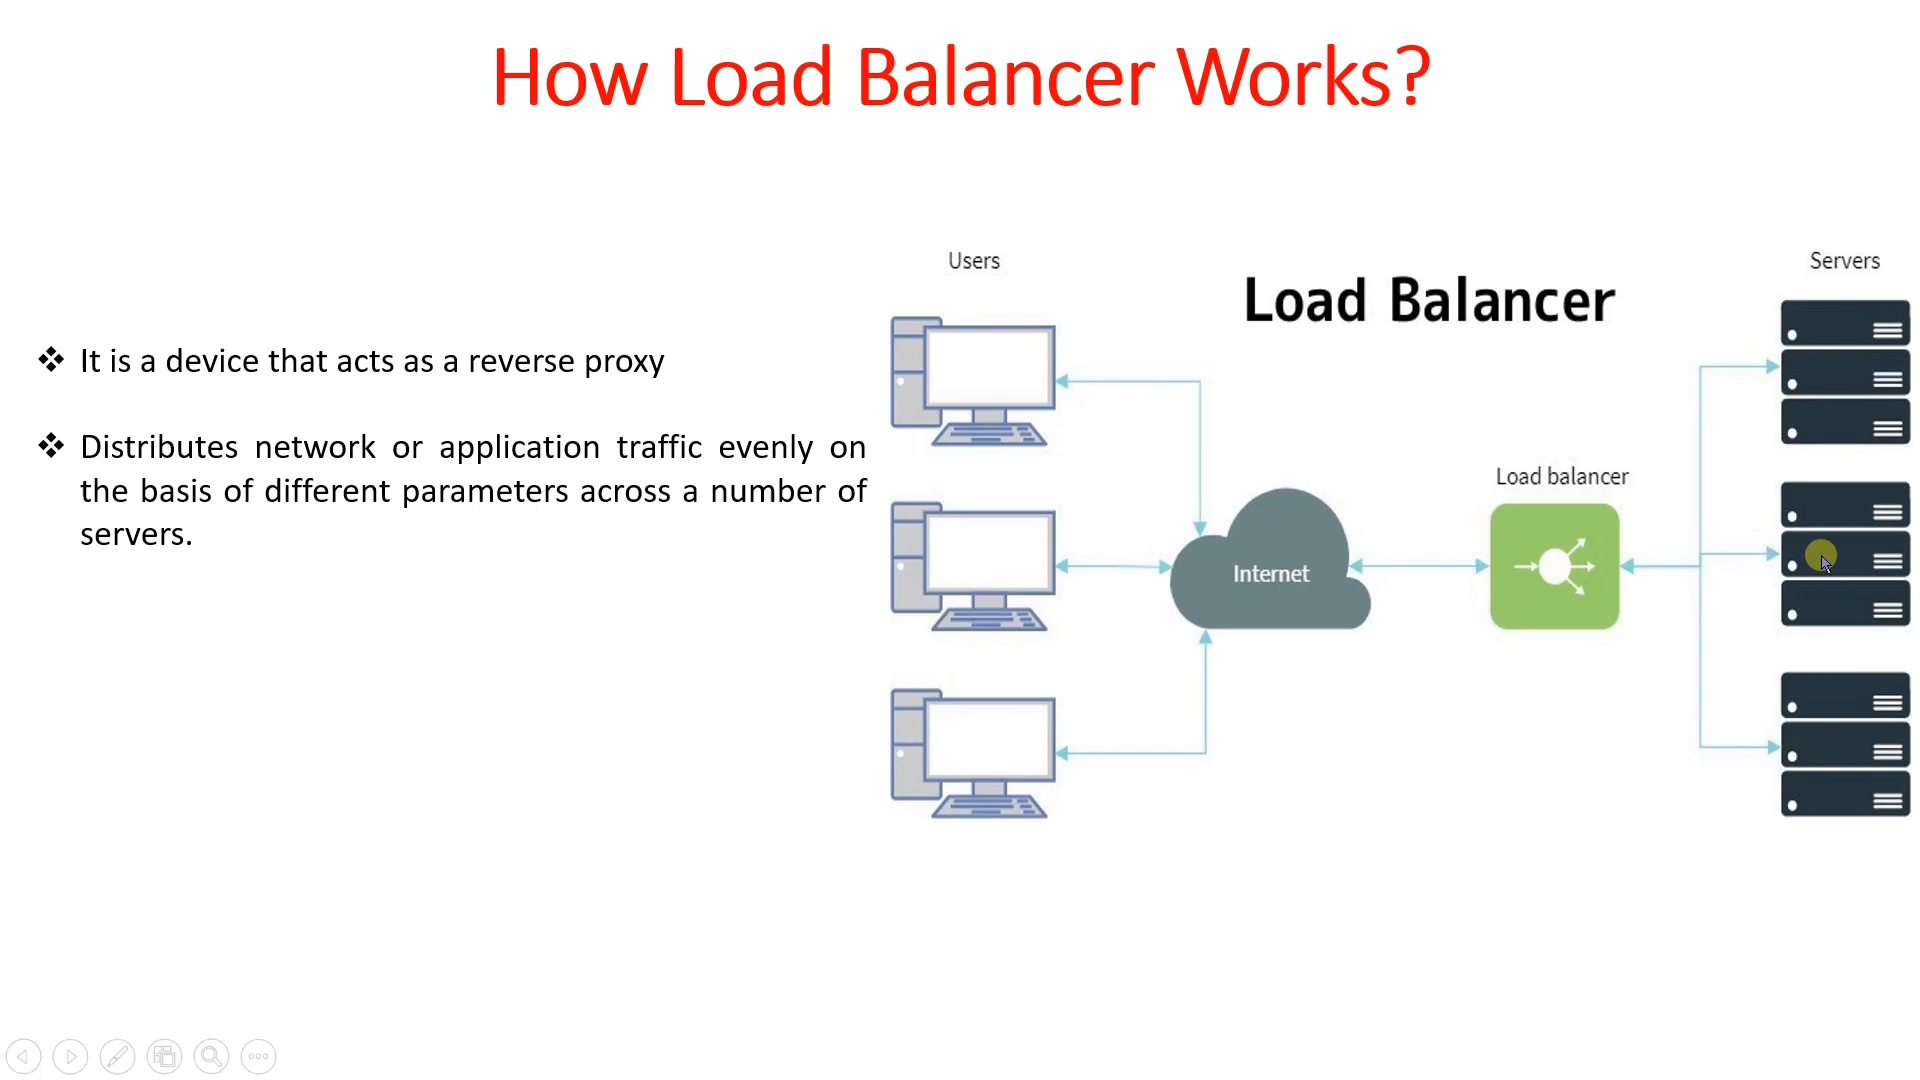 How Load Balancer Works?
❖ It is a device that acts as a reverse proxy
❖ Distributes network or application traffic evenly on
the basis of different parameters across a number of
servers.
Users
Load Balancer
Servers
Load balancer
Internet